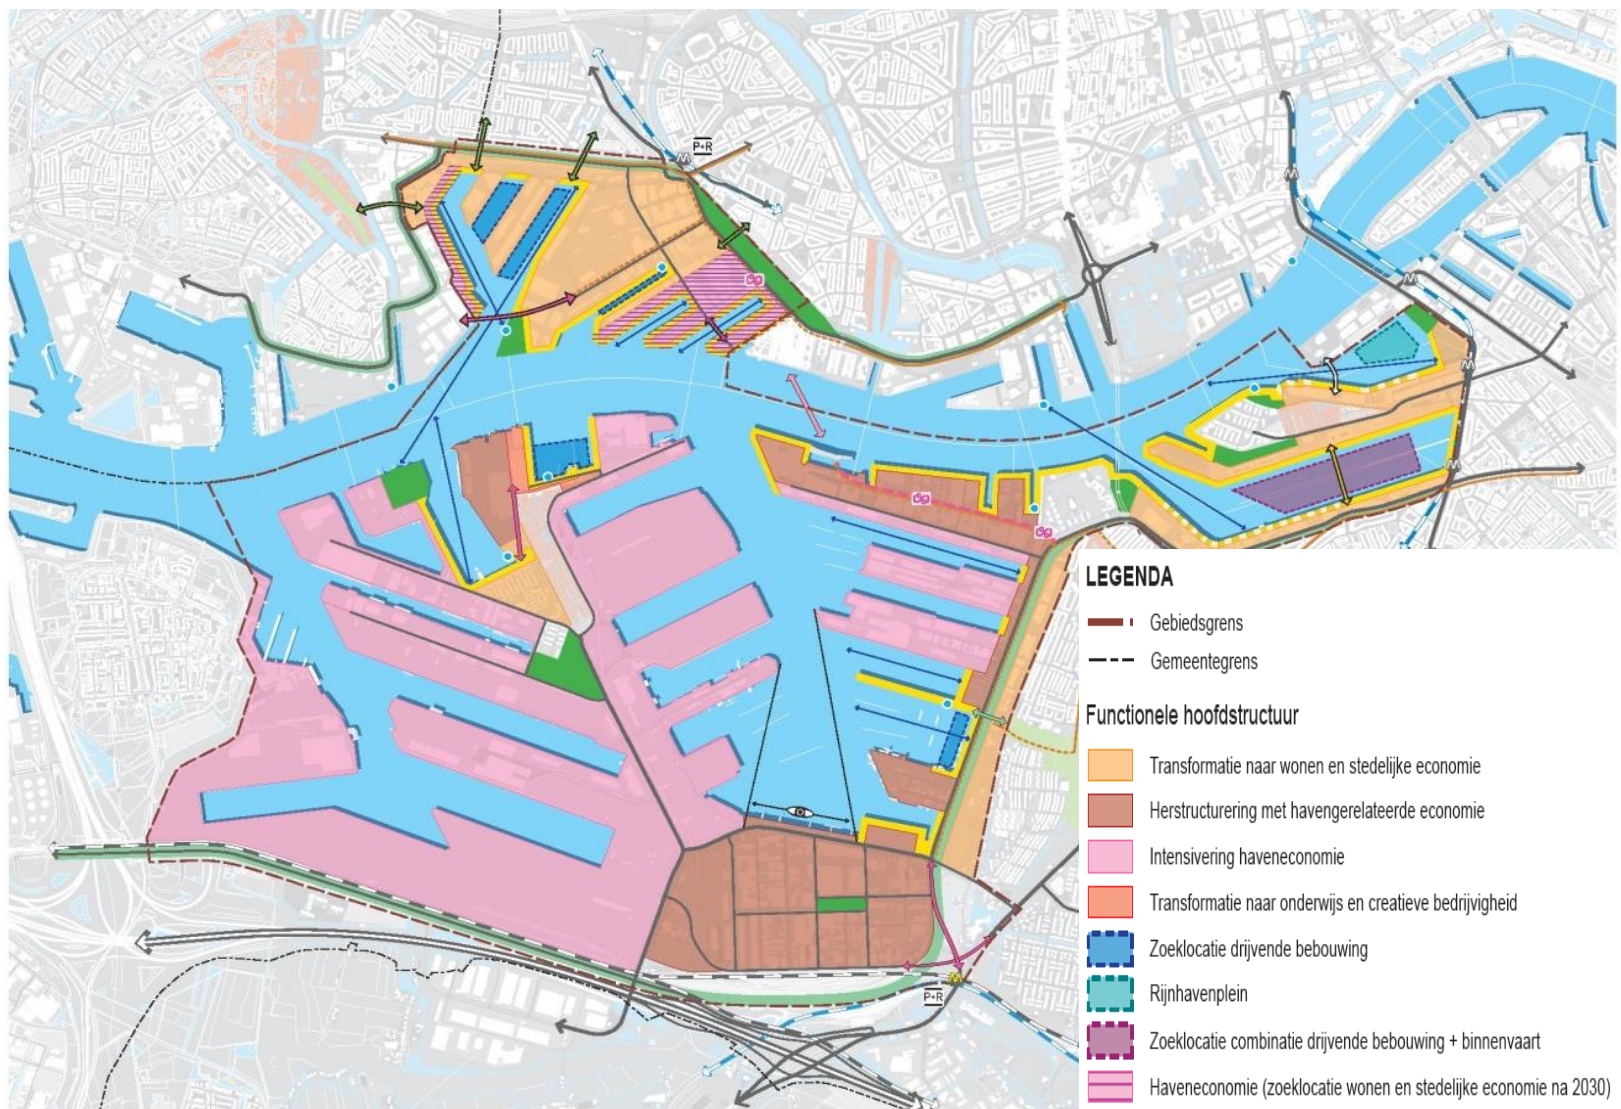 P+R
M
M
M
M
M
M
P+R
LEGENDA
Gebiedsgrens
Gemeentegrens
Functionele hoofdstructuur
Transformatie naar wonen en stedelijke economie
Herstructurering met havengerelateerde economie
Intensivering haveneconomie
Transformatie naar onderwijs en creatieve bedrijvigheid
Zoeklocatie drijvende bebouwing
Rijnhavenplein
Zoeklocatie combinatie drijvende bebouwing + binnenvaart
Haveneconomie (zoeklocatie wonen en stedelijke economie na 2030)